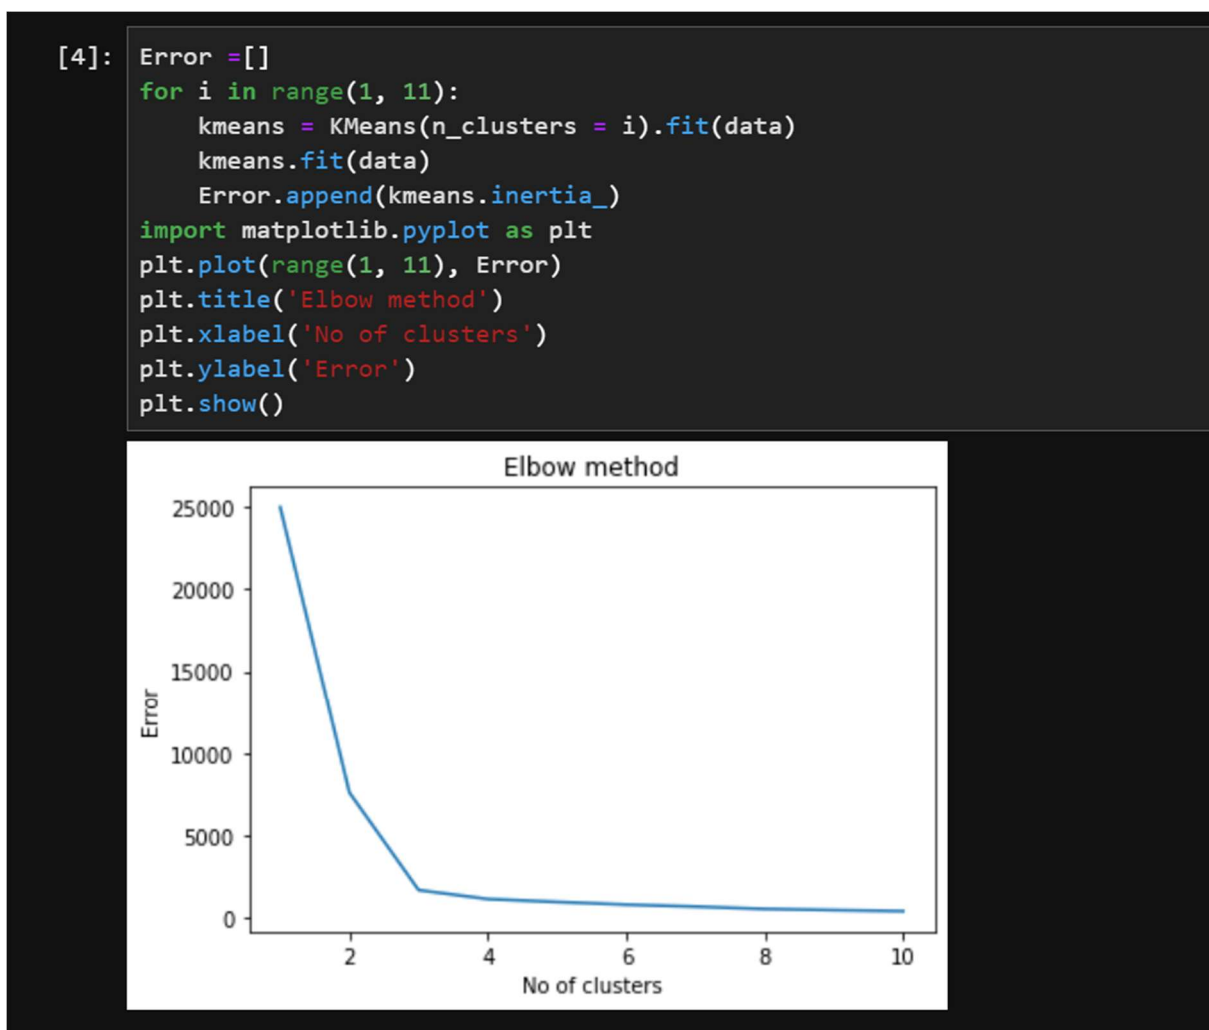 [4]: Error =[]
for i in range(1, 11):
    kmeans = KMeans(n_clusters = i).fit(data)
    kmeans.fit(data)
    Error.append(kmeans.inertia_)
import matplotlib.pyplot as plt
plt.plot(range(1, 11), Error)
plt.title('Elbow method')
plt.xlabel('No of clusters')
plt.ylabel('Error')
plt.show()
Elbow method
25000
20000
15000
10000
5000
0
Error
2 4 6 8 10
No of clusters